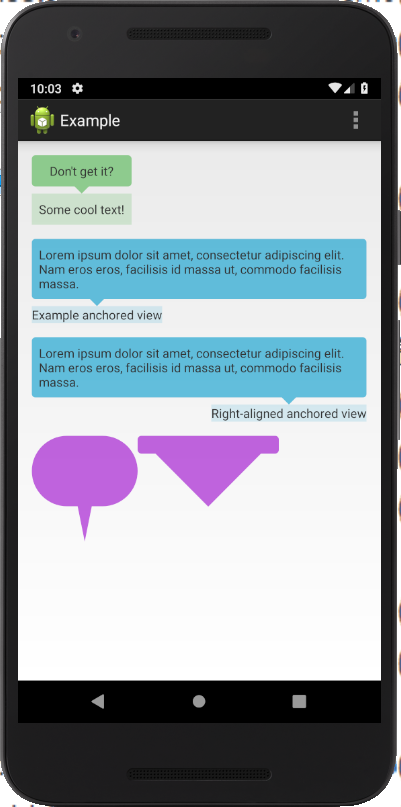 10:03
Example
Don't get it?
Some cool text!
Lorem ipsum dolor sit amet, consectetur adipiscing elit.
Nam eros eros, facilisis id massa ut, commodo facilisis
massa.
Example anchored view
Lorem ipsum dolor sit amet, consectetur adipiscing elit.
Nam eros eros, facilisis id massa ut, commodo facilisis
massa.
Right-aligned anchored view